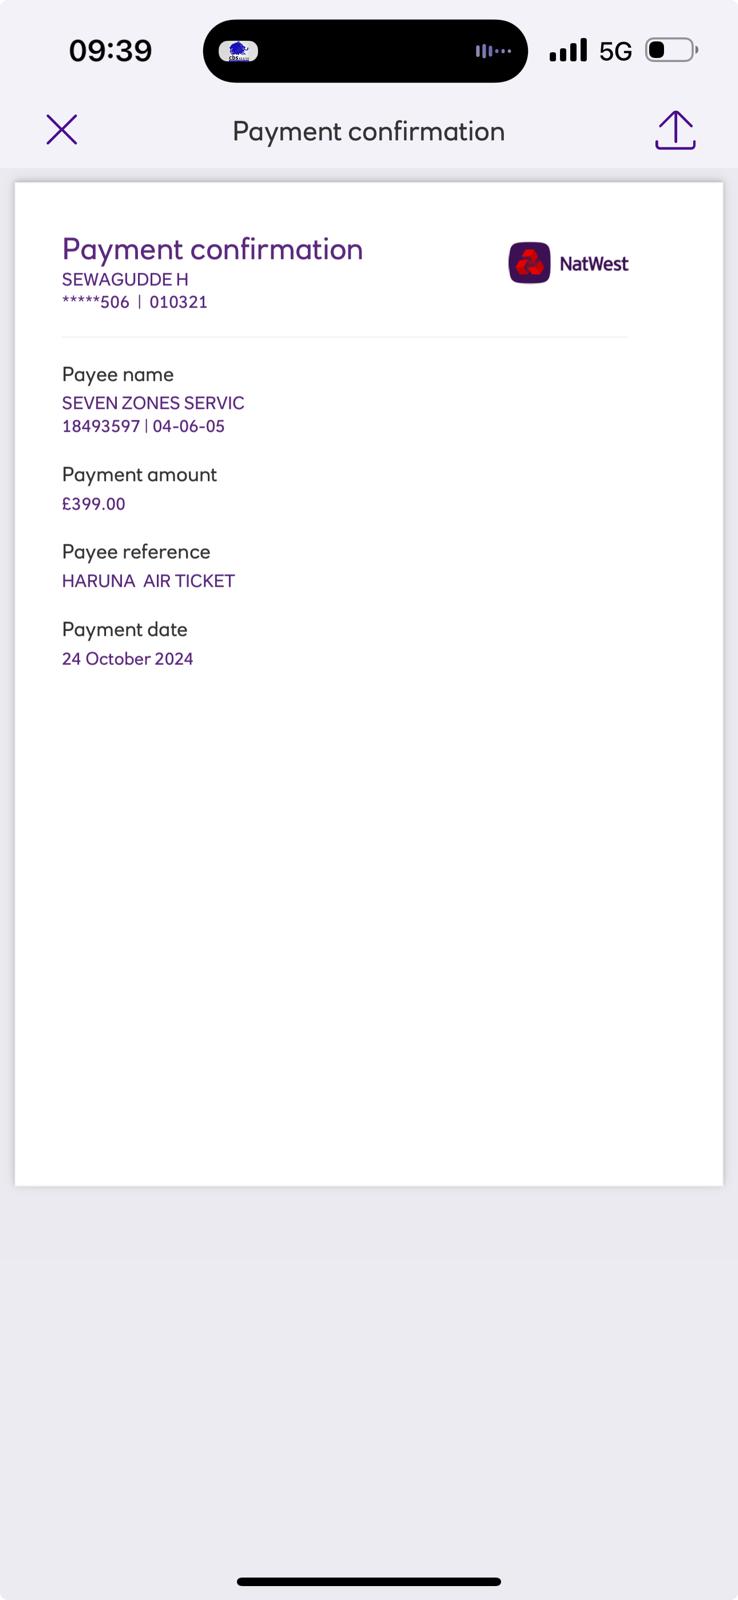 09:39
5G
Payment confirmation
Payment confirmation
NatWest
SEWAGUDDE H
*****506 | 010321
Payee name
SEVEN ZONES SERVIC
18493597 | 04-06-05
Payment amount
£399.00
Payee reference
HARUNA  AIR TICKET
Payment date
24 October 2024